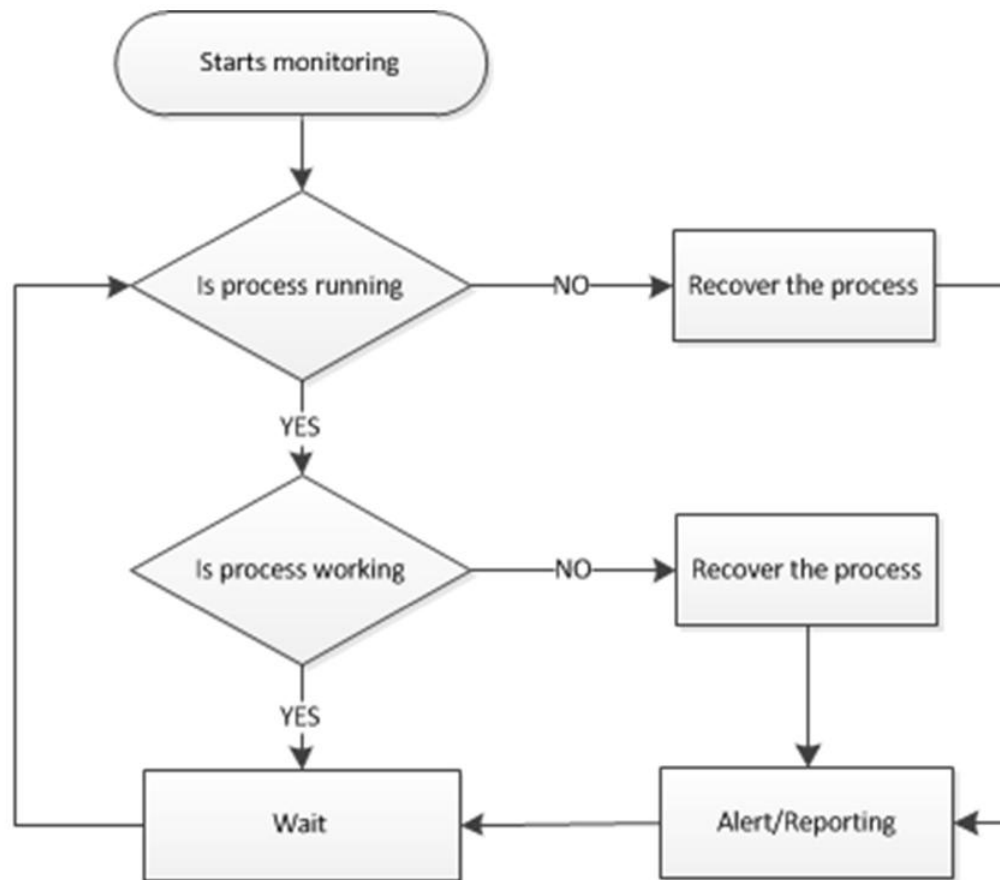 Starts monitoring
Is process running
NO
Recover the process
YES
Is process working
NO
Recover the process
YES
Wait
Alert/Reporting